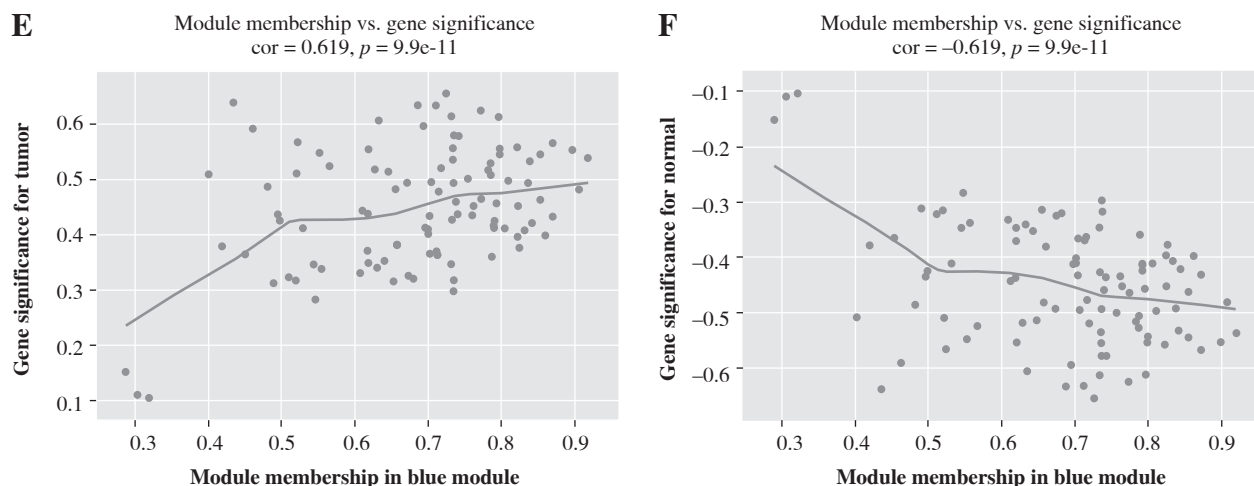 E
Module membership vs. gene significance
cor = 0.619, p = 9.9e-11
Gene significance for tumor
0.6
0.5
0.4
0.3
0.2
0.1
0.3 0.4 0.5 0.6 0.7 0.8 0.9
Module membership in blue module
F
Module membership vs. gene significance
cor = –0.619, p = 9.9e-11
Gene significance for normal
–0.1
–0.2
–0.3
–0.4
–0.5
–0.6
0.3 0.4 0.5 0.6 0.7 0.8 0.9
Module membership in blue module